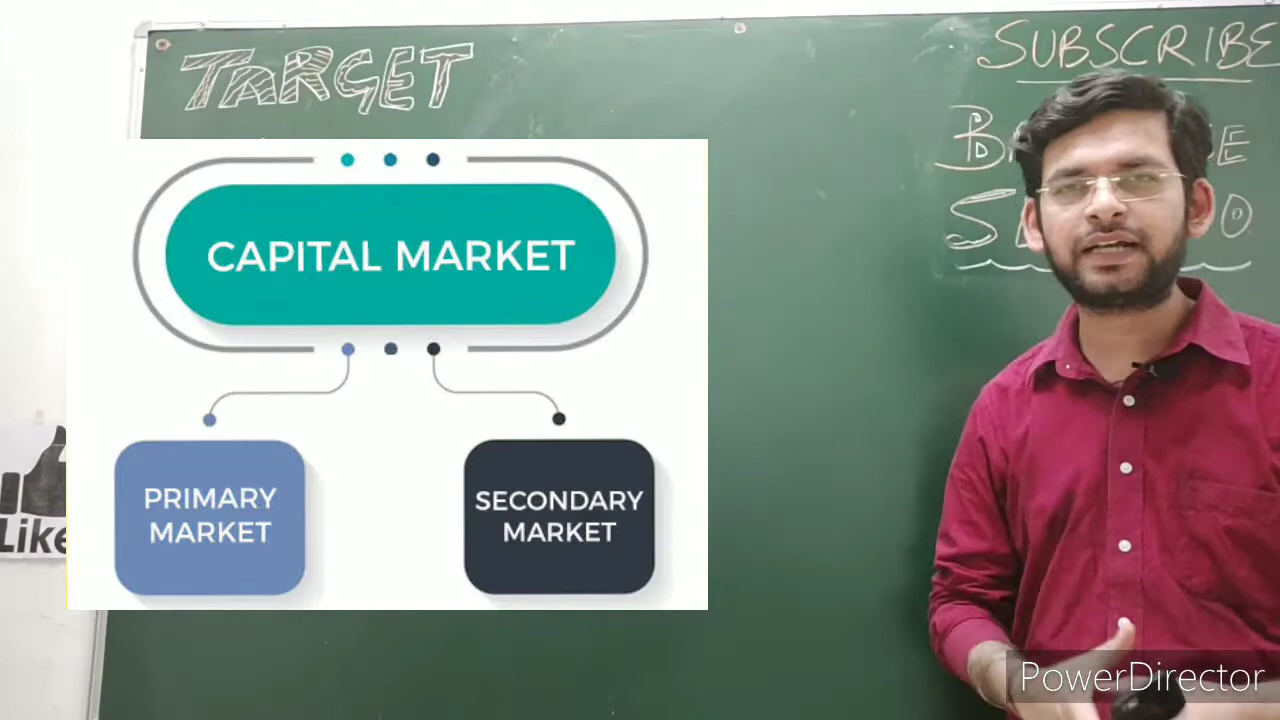 TARGET
SUBSCRIBE
CAPITAL MARKET
PRIMARY
MARKET
SECONDARY
MARKET
Like
PowerDirector